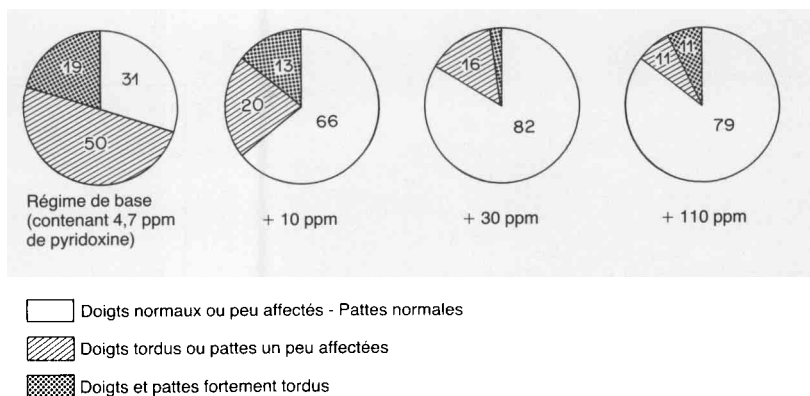 19
31
50
13
20
66
16
82
11
11
79
Régime de base
(contenant 4,7 ppm
de pyridoxine)
+ 10 ppm
+ 30 ppm
+ 110 ppm
Doigts normaux ou peu affectés - Pattes normales
Doigts tordus ou pattes un peu affectées
Doigts et pattes fortement tordus